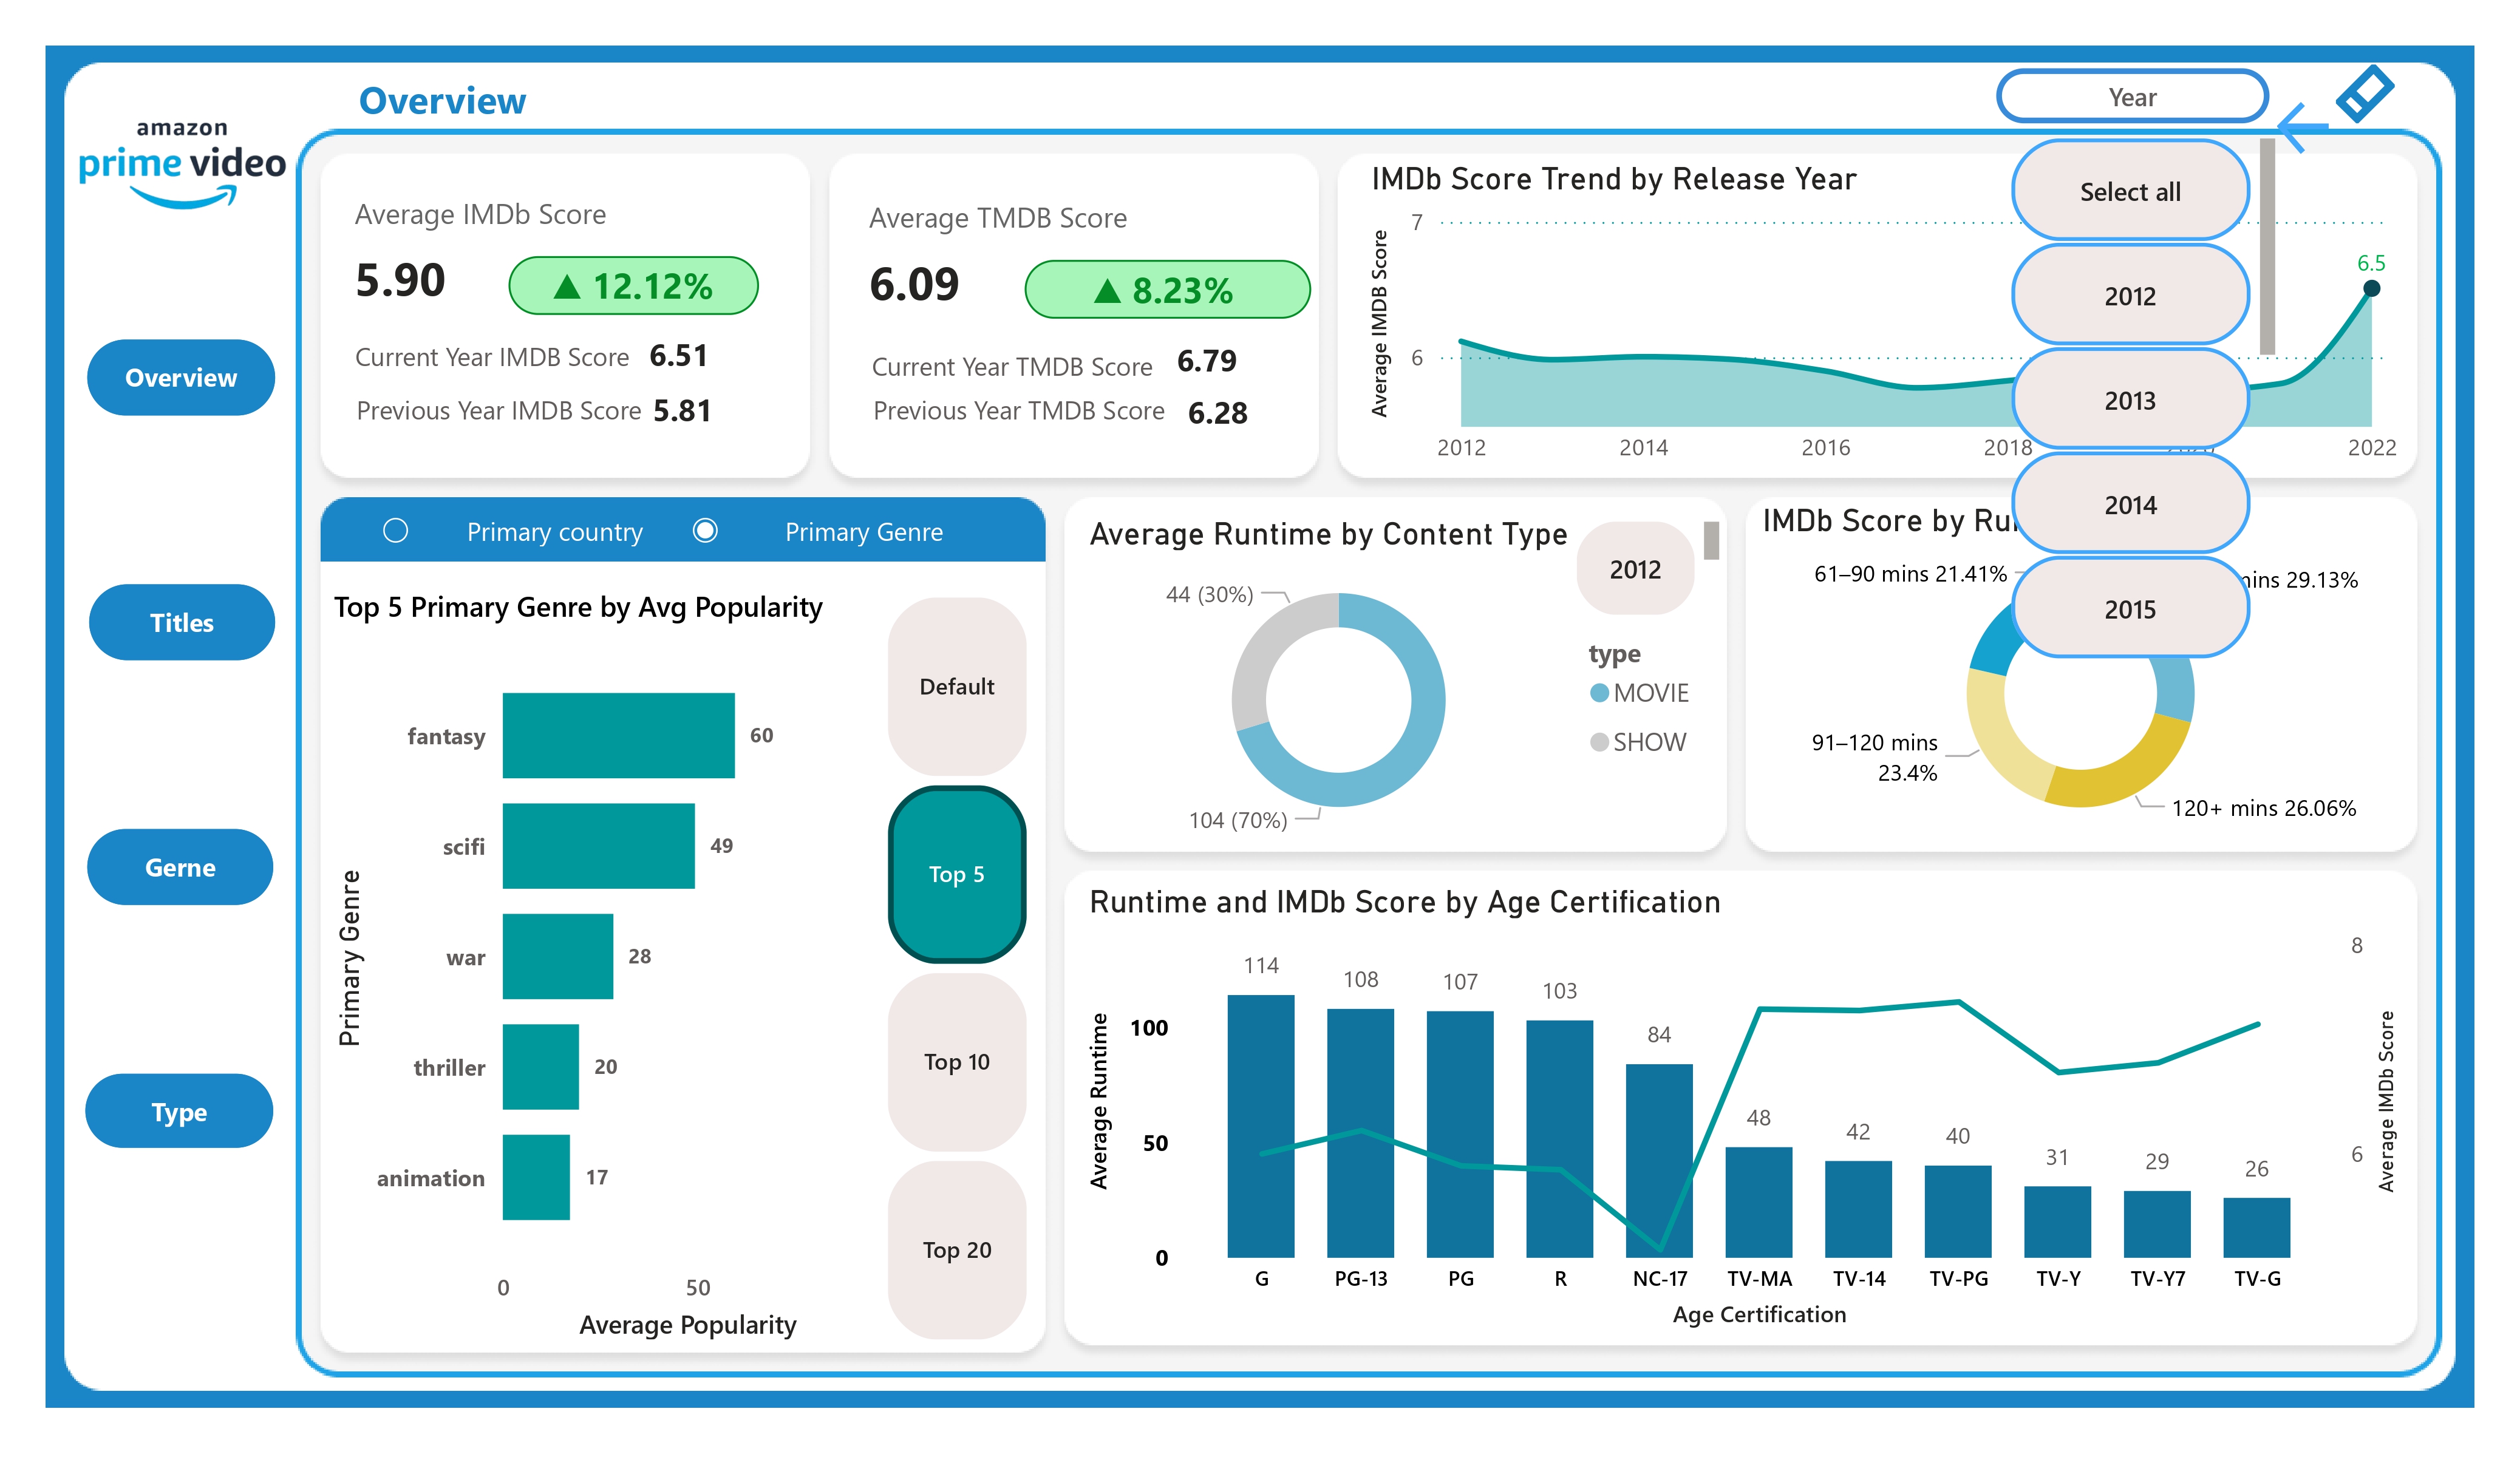 Overview
Year
amazon
prime video
Overview
Titles
Gerne
Type
Average IMDb Score
5.90
▲ 12.12%
Current Year IMDB Score 6.51
Previous Year IMDB Score 5.81
Average TMDB Score
6.09
▲ 8.23%
Current Year TMDB Score 6.79
Previous Year TMDB Score 6.28
IMDb Score Trend by Release Year
Average IMDB Score
7
6
6.5
2012 2014 2016 2018 2022
Select all
2012
2013
2014
2015
Primary country Primary Genre
Top 5 Primary Genre by Avg Popularity
Primary Genre
fantasy 60
scifi 49
war 28
thriller 20
animation 17
0 50
Average Popularity
Default
Top 5
Top 10
Top 20
Average Runtime by Content Type
2012
44 (30%)
104 (70%)
type
MOVIE
SHOW
IMDb Score by
61–90 mins 21.41%
mins 29.13%
91–120 mins
23.4%
120+ mins 26.06%
Runtime and IMDb Score by Age Certification
Average Runtime
100
50
0
114 108 107 103 84 48 42 40 31 29 26
8
6
Average IMDb Score
G PG-13 PG R NC-17 TV-MA TV-14 TV-PG TV-Y TV-Y7 TV-G
Age Certification